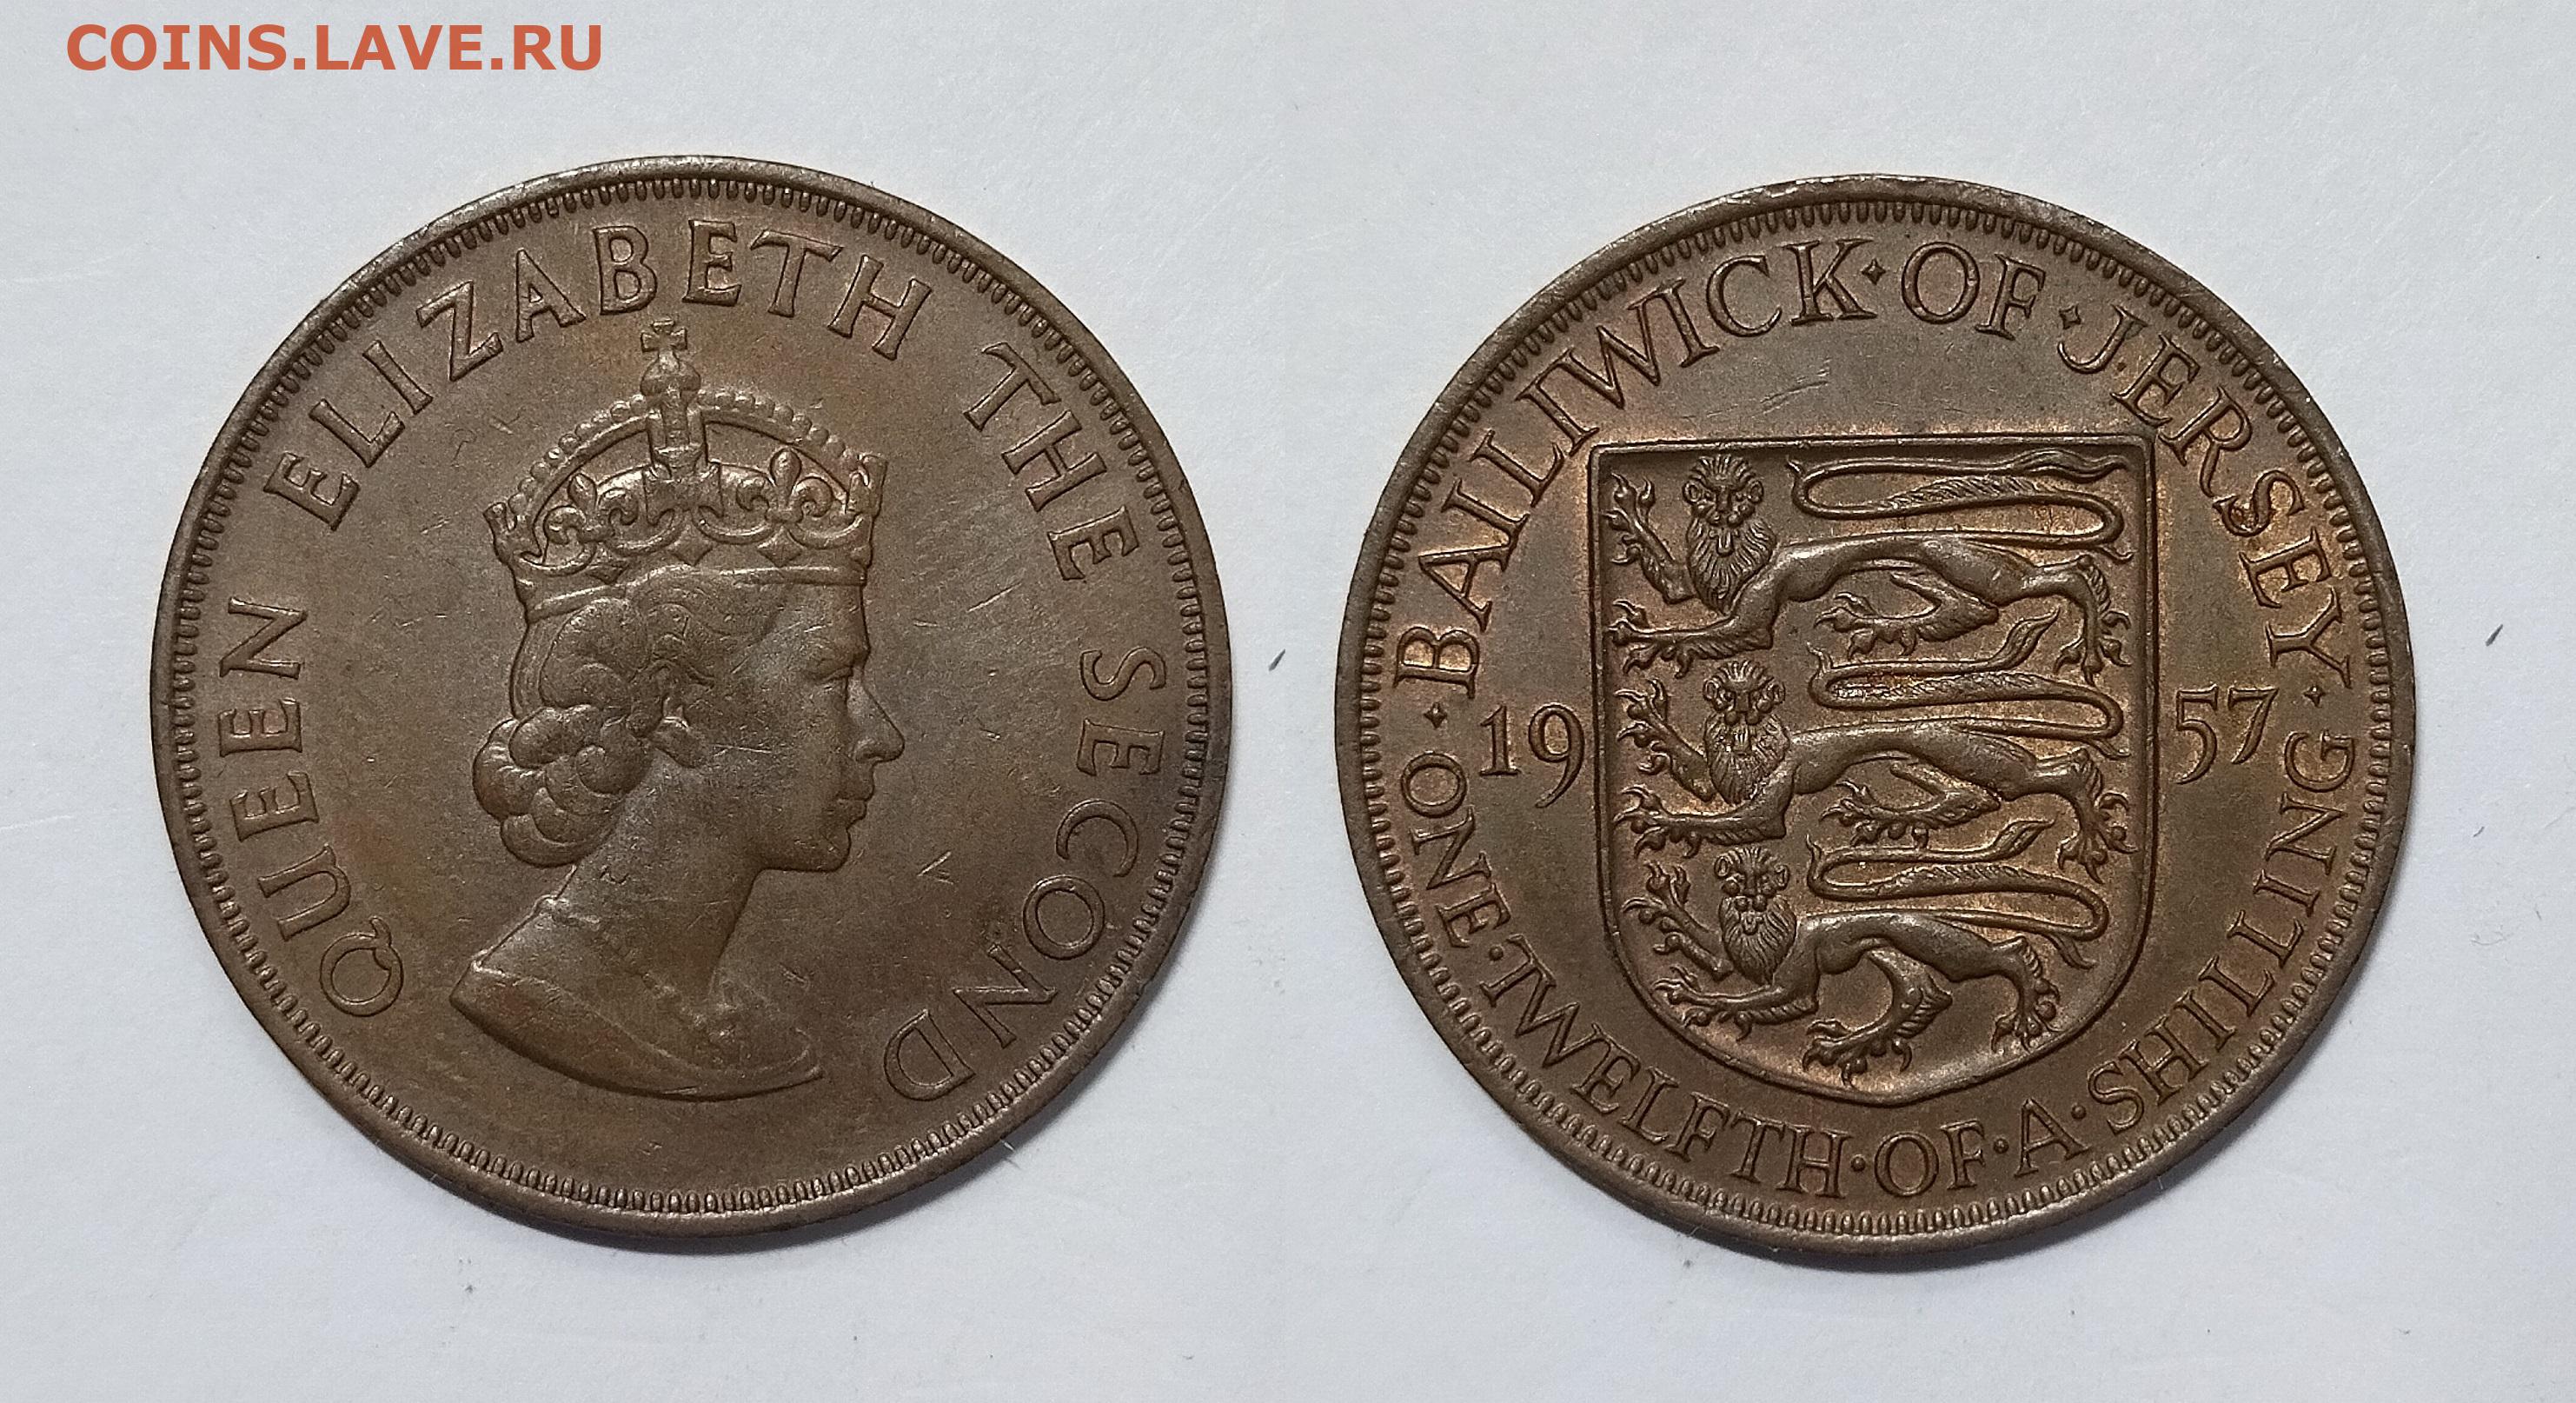 COINS.LAVE.RU
QUEEN ELIZABETH THE SECOND
· BAILIWICK · OF · JERSEY ·
ONE · TWELFTH · OF · A · SHILLING
19 57